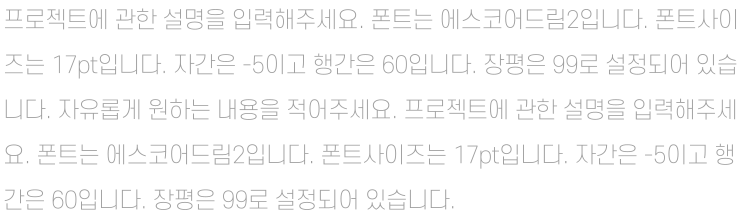 프로젝트에 관한 설명을 입력해주세요. 폰트는 에스코어드림2입니다. 폰트사이
즈는 17pt입니다. 자간은 -50이고 행간은 60입니다. 장평은 99로 설정되어 있습
니다. 자유롭게 원하는 내용을 적어주세요. 프로젝트에 관한 설명을 입력해주세
요. 폰트는 에스코어드림2입니다. 폰트사이즈는 17pt입니다. 자간은 -50이고 행
간은 60입니다. 장평은 99로 설정되어 있습니다.